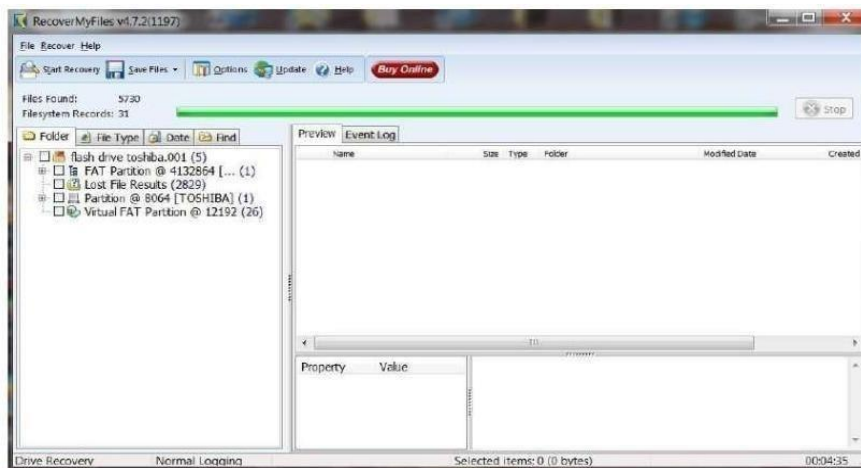 RecoverMyFiles v4.7.2(1197)
File Recover Help
Start Recovery Save Files Options Update Help Buy Online
Files Found: 5730
Filesystem Records: 31
Stop
Folder File Type Date Find
flash drive toshiba.001 (5)
FAT Partition @ 4132864 [... (1)
Lost File Results (2829)
Partition @ 8064 [TOSHIBA] (1)
Virtual FAT Partition @ 12192 (26)
Preview Event Log
Name Size Type Folder Modified Date Created
Property Value
Drive Recovery Normal Logging Selected items: 0 (0 bytes) 00:04:35